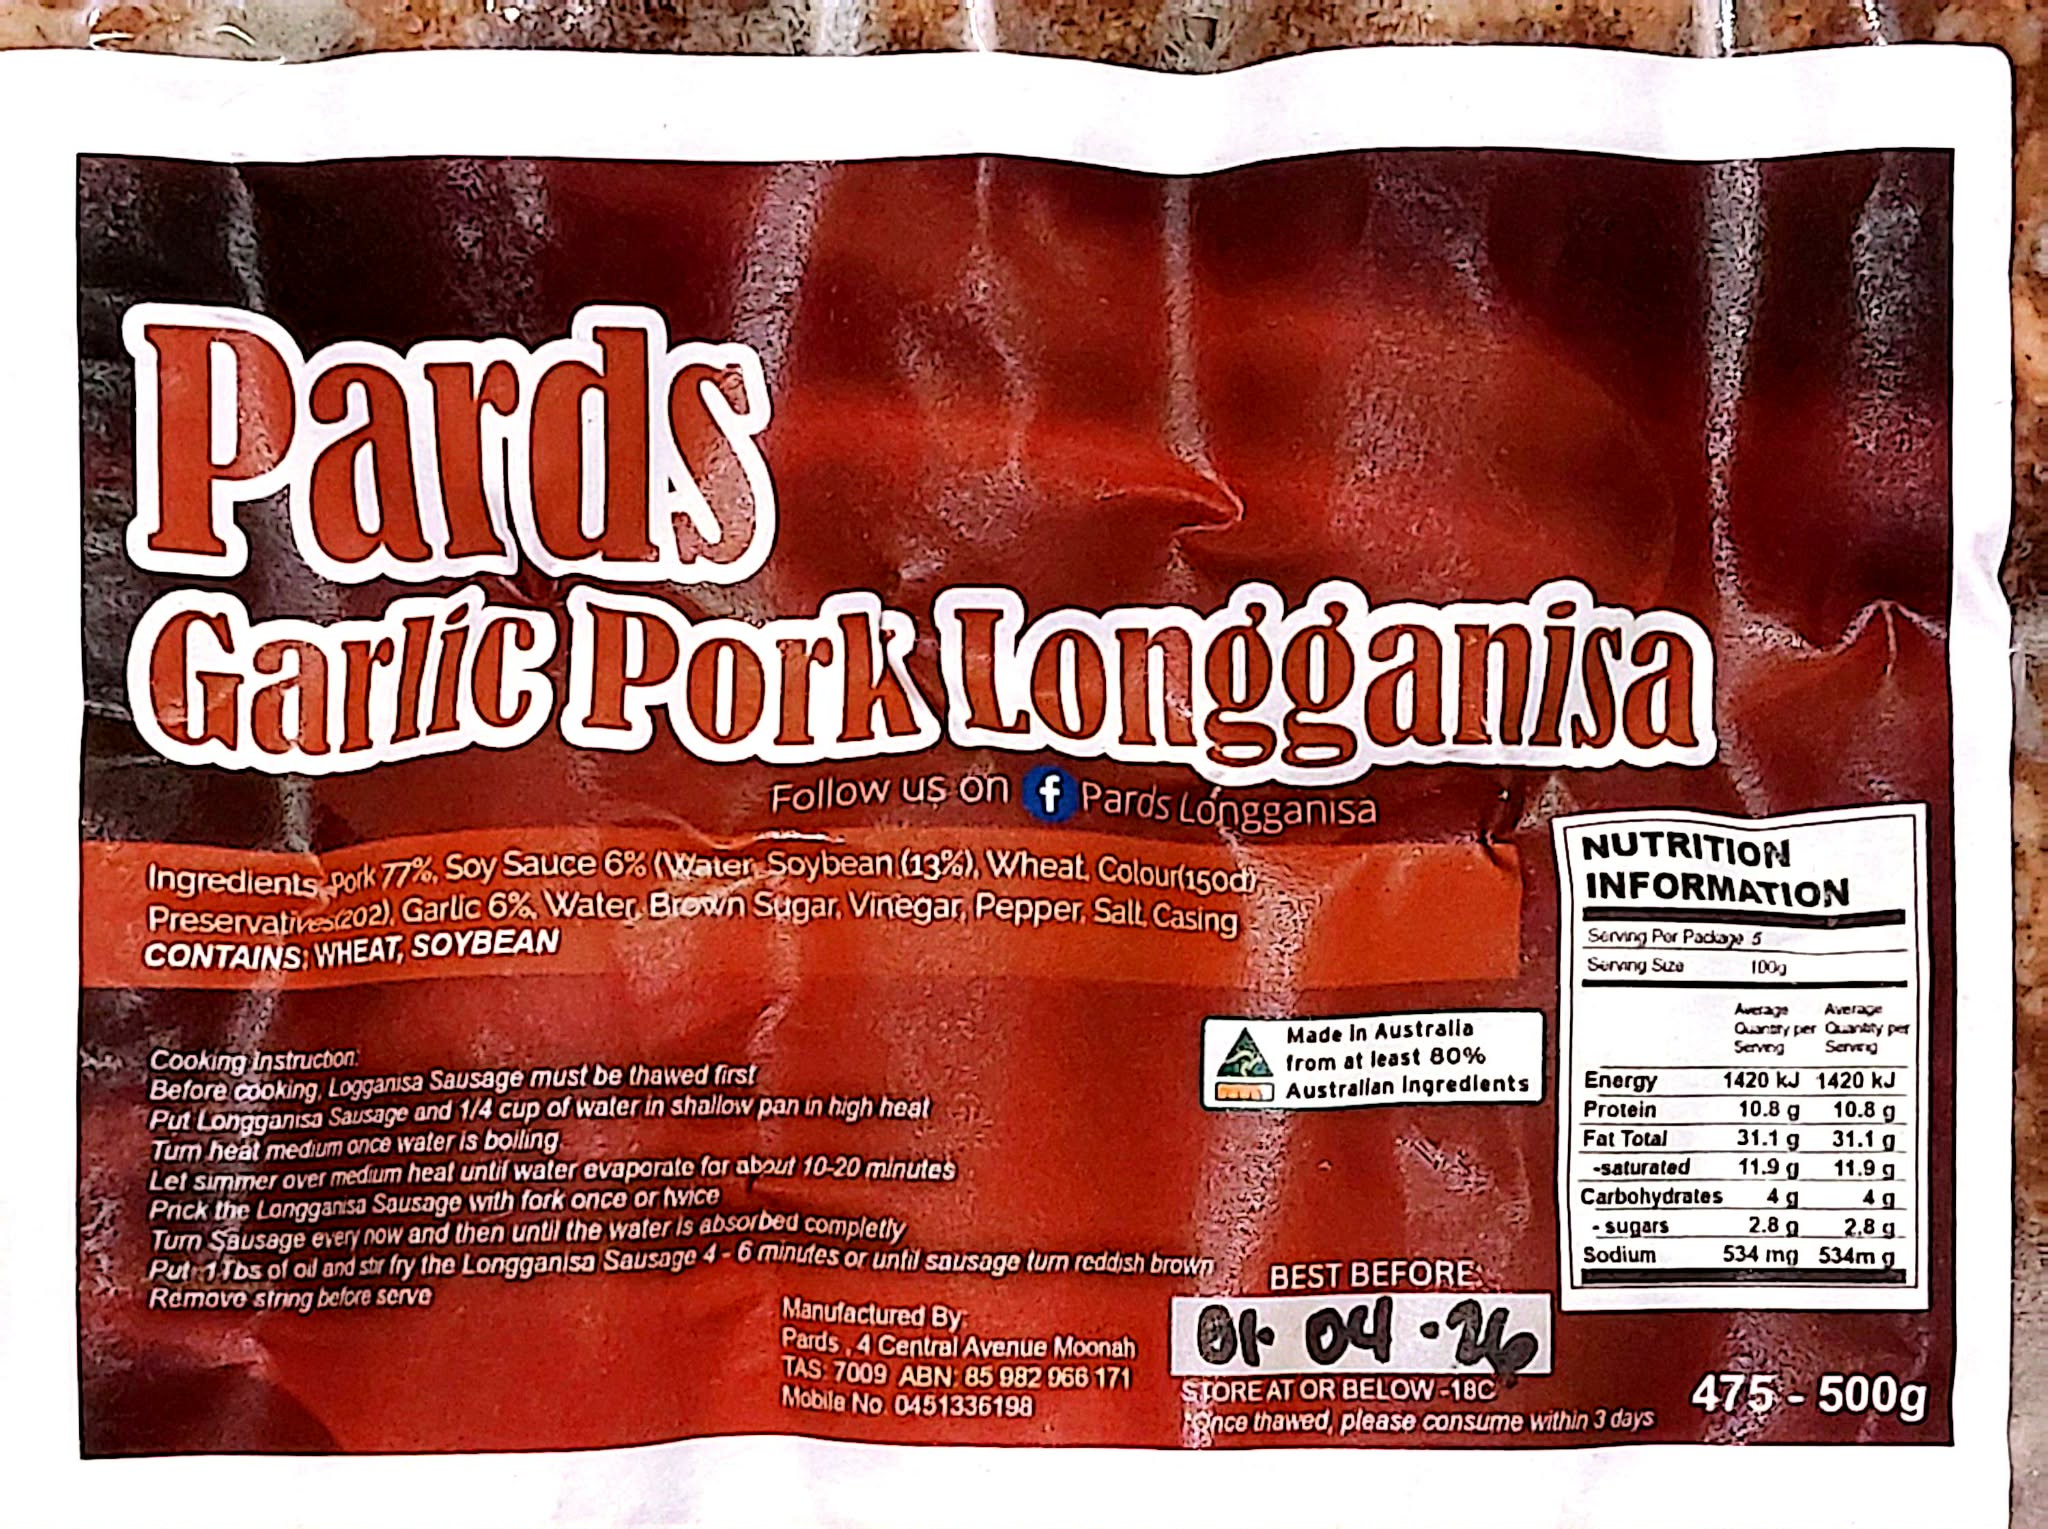 Pards
Garlic Pork Longganisa
Follow us on f Pards Longganisa
Ingredients: Pork 77%, Soy Sauce 6% (Water, Soybean (13%), Wheat, Colour(150d),
Preservatives(202), Garlic 6%, Water, Brown Sugar, Vinegar, Pepper, Salt, Casing
CONTAINS: WHEAT, SOYBEAN
Cooking Instruction:
Before cooking, Logganisa Sausage must be thawed first
Put Longganisa Sausage and 1/4 cup of water in shallow pan in high heat
Turn heat medium once water is boiling.
Let simmer over medium heat until water evaporate for about 10-20 minutes
Prick the Longganisa Sausage with fork once or twice
Turn Sausage every now and then until the water is absorbed completly
Put 1 Tbs of oil and stir fry the Longganisa Sausage 4 - 6 minutes or until sausage turn reddish brown
Remove string before serve
Made in Australia
from at least 80%
Australian ingredients
NUTRITION
INFORMATION
Serving Per Package 5
Serving Size 100g
Average Average
Quantity per Quantity per
Serving Serving
Energy 1420 kJ 1420 kJ
Protein 10.8 g 10.8 g
Fat Total 31.1 g 31.1 g
-saturated 11.9 g 11.9 g
Carbohydrates 4 g 4 g
- sugars 2.8 g 2.8 g
Sodium 534 mg 534m g
Manufactured By:
Pards , 4 Central Avenue Moonah
TAS: 7009 ABN: 85 982 966 171
Mobile No. 0451336198
BEST BEFORE:
01- 04 - 26
STORE AT OR BELOW -18C
*Once thawed, please consume within 3 days
475 - 500g